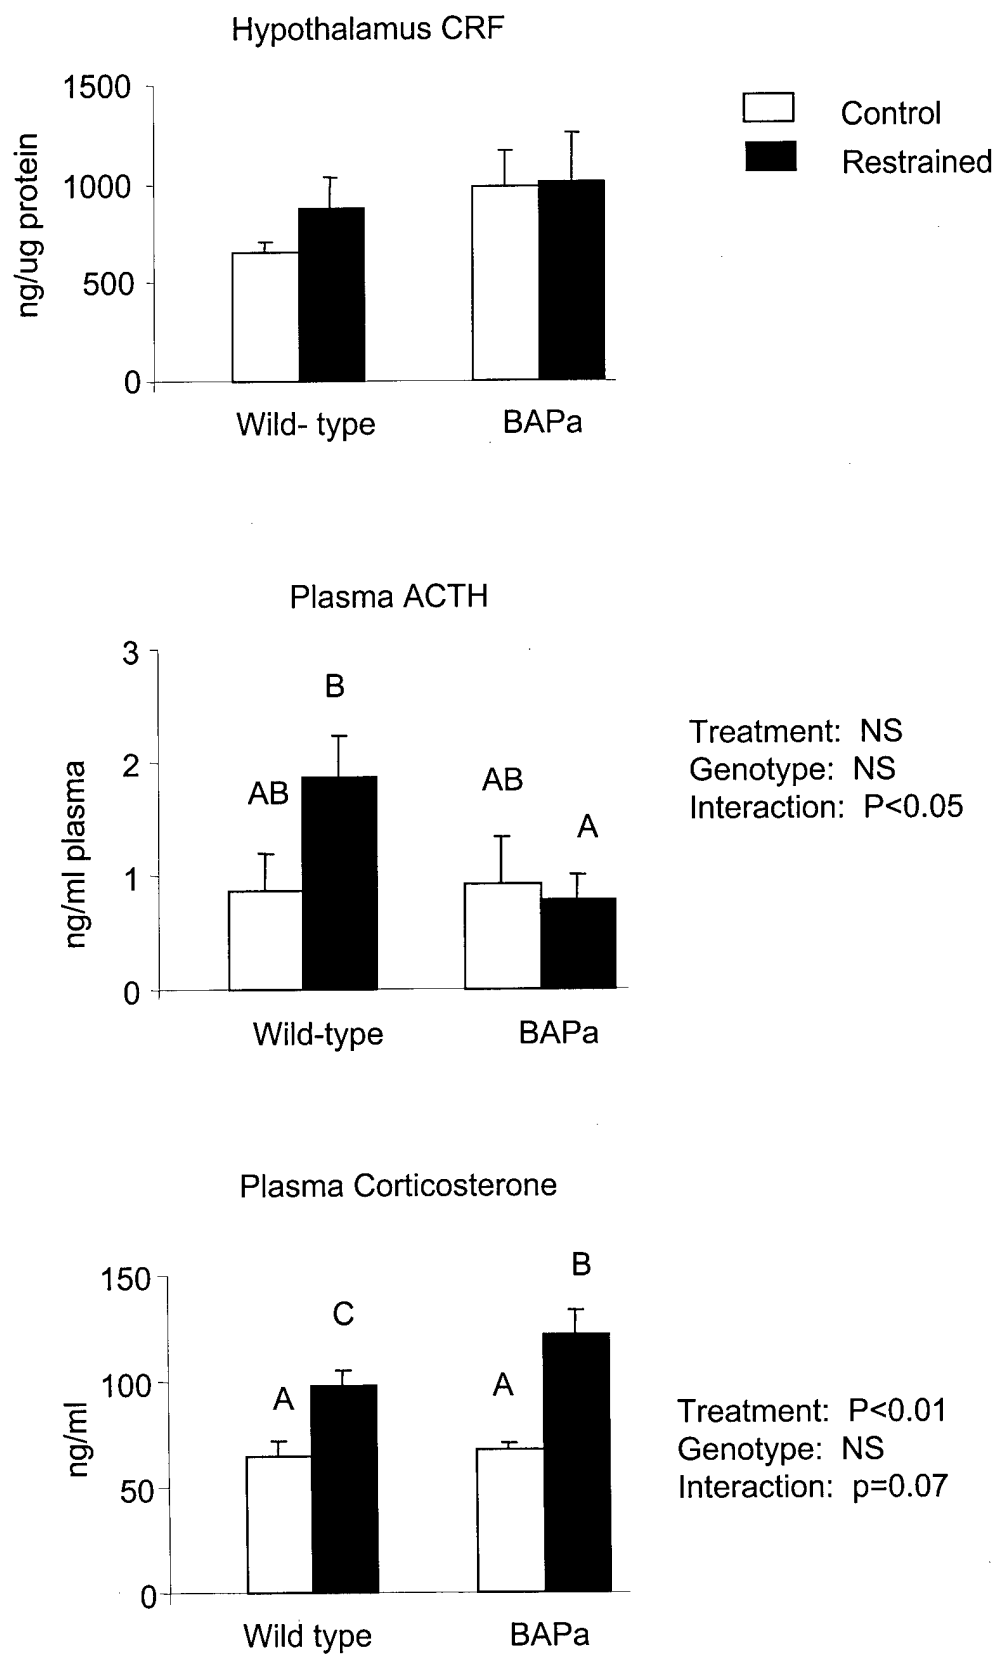 Hypothalamus CRF
1500
1000
500
0
ng/ug protein
Control
Restrained
Wild- type
BAPa
Plasma ACTH
3
2
1
0
ng/ml plasma
AB
B
AB
A
Treatment: NS
Genotype: NS
Interaction: P<0.05
Wild-type
BAPa
Plasma Corticosterone
150
100
50
0
ng/ml
A
C
A
B
Treatment: P<0.01
Genotype: NS
Interaction: p=0.07
Wild type
BAPa